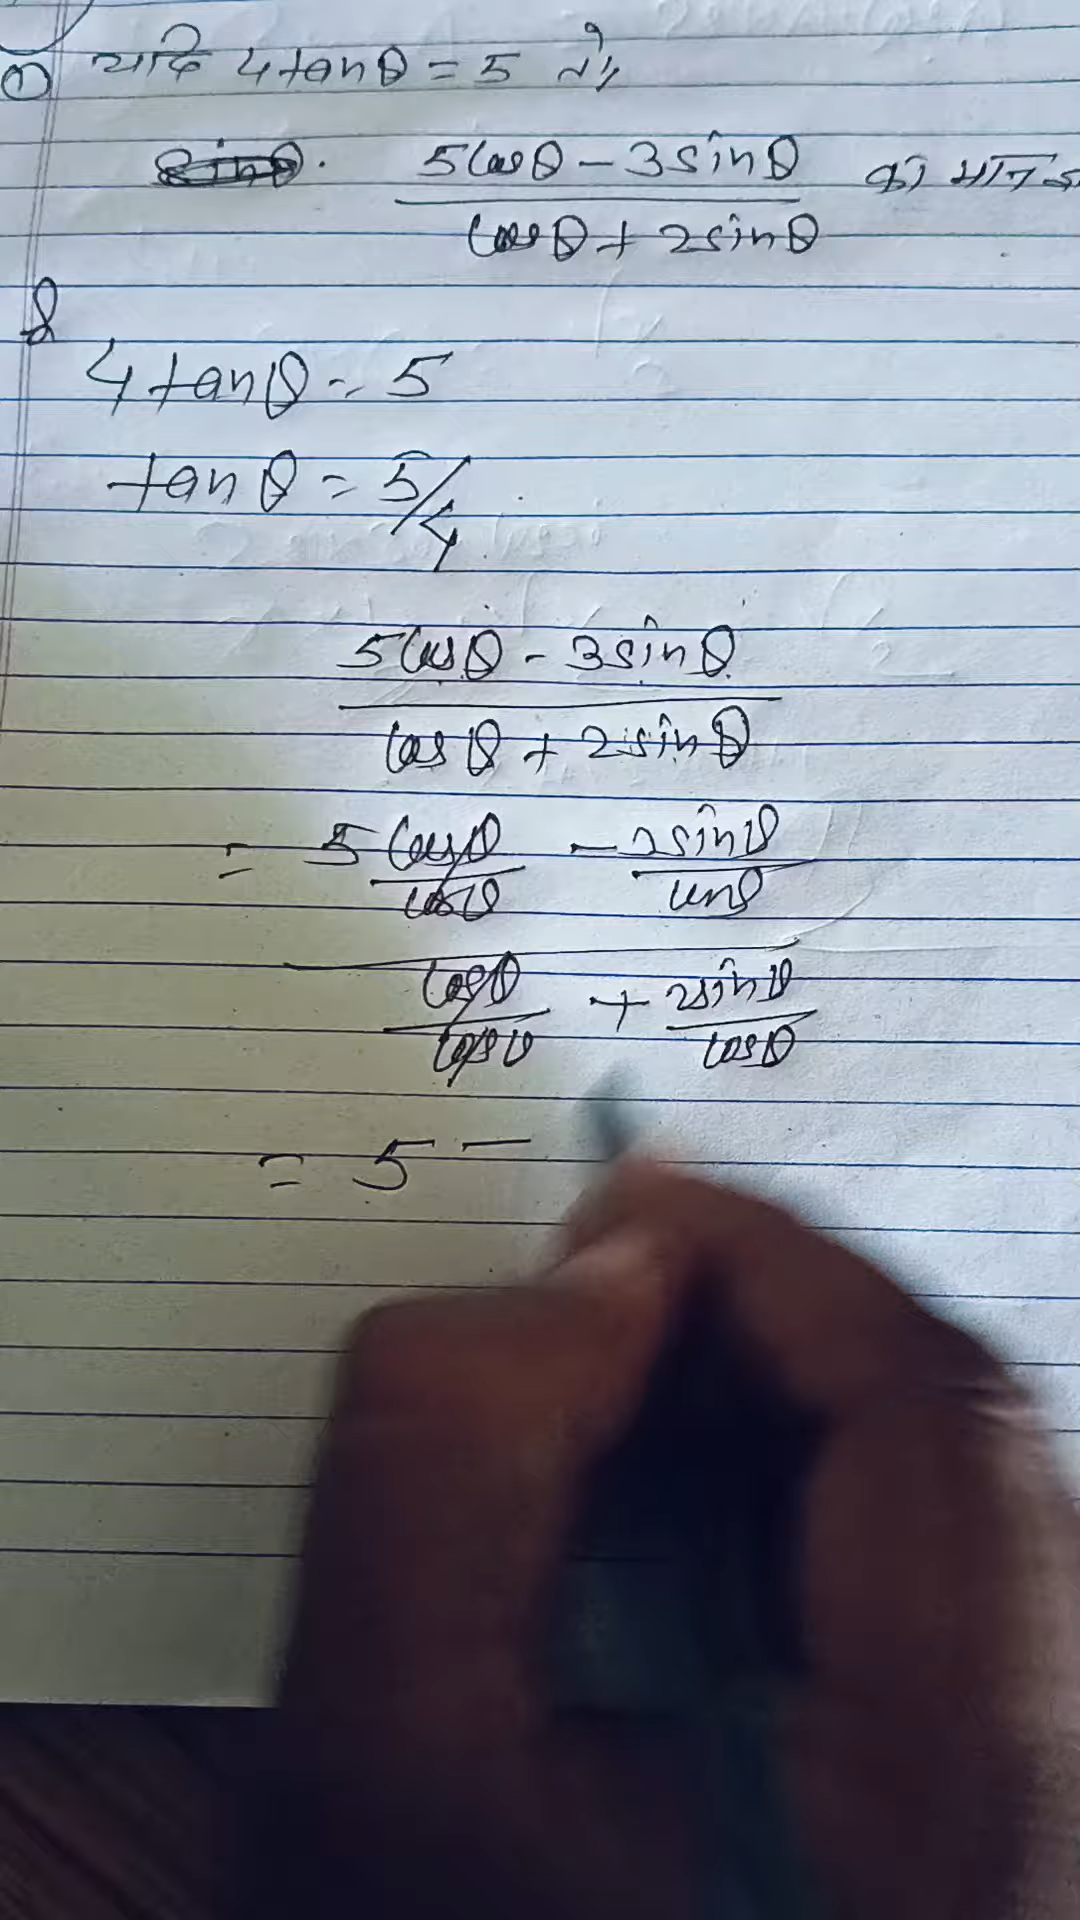 यदि 4tanθ = 5 तो
5cosθ - 3sinθ का मान
cosθ + 2sinθ
4tanθ = 5
tanθ = 5/4
5cosθ - 3sinθ
cosθ + 2sinθ
= 5cosθ - 3sinθ
cosθ cosθ
cosθ + 2sinθ
cosθ cosθ
= 5 -